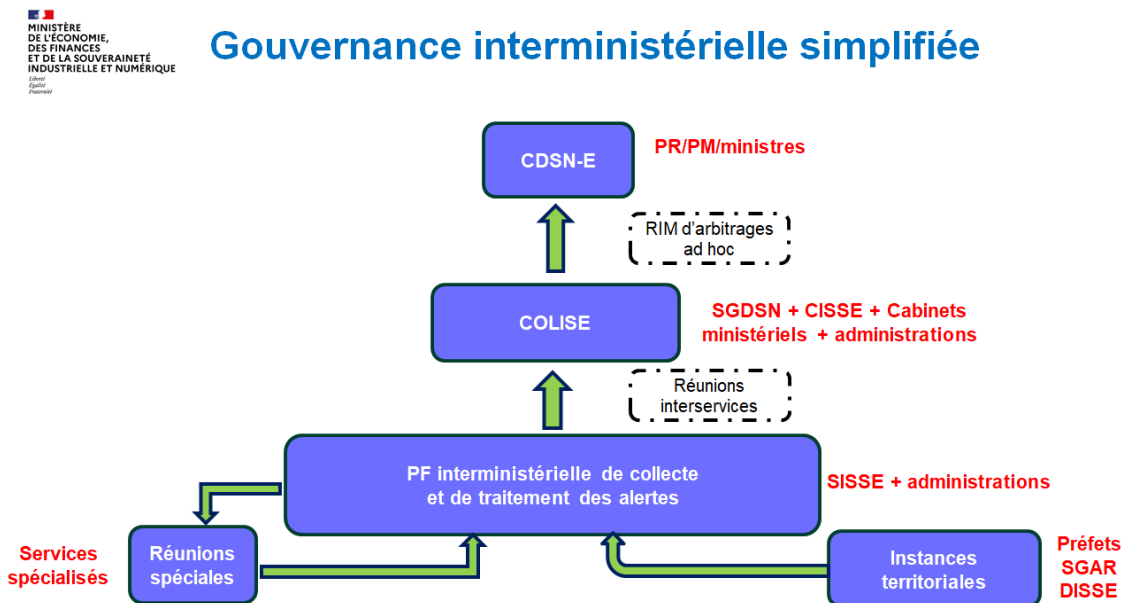 MINISTÈRE
DE L'ÉCONOMIE,
DES FINANCES
ET DE LA SOUVERAINETÉ
INDUSTRIELLE ET NUMÉRIQUE
Liberté
Égalité
Fraternité
Gouvernance interministérielle simplifiée
CDSN-E
PR/PM/ministres
RIM d'arbitrages
ad hoc
COLISE
SGDSN + CISSE + Cabinets
ministériels + administrations
Réunions
interservices
PF interministérielle de collecte
et de traitement des alertes
SISSE + administrations
Services
spécialisés
Réunions
spéciales
Instances
territoriales
Préfets
SGAR
DISSE